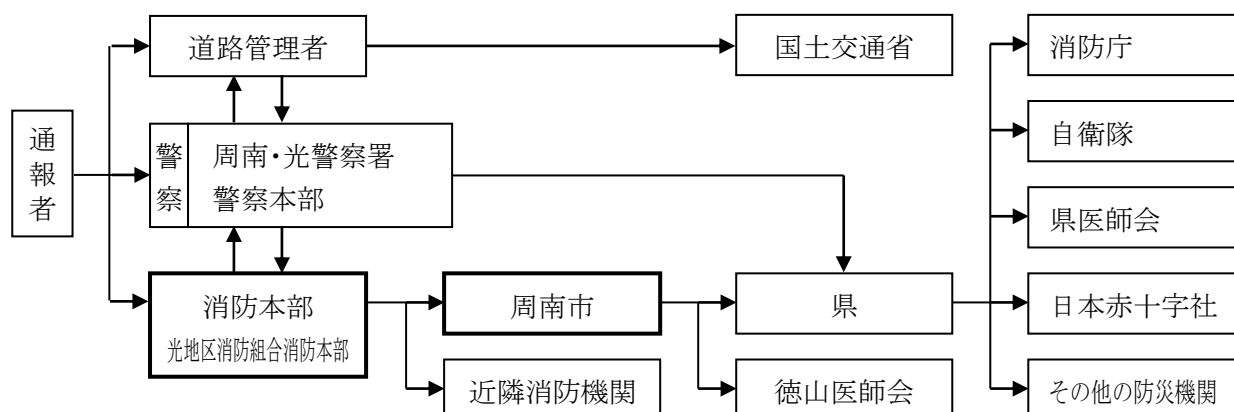 通報者
道路管理者
国土交通省
消防庁
自衛隊
警察
周南・光警察署
警察本部
県医師会
消防本部
光地区消防組合消防本部
周南市
県
日本赤十字社
近隣消防機関
徳山医師会
その他の防災機関